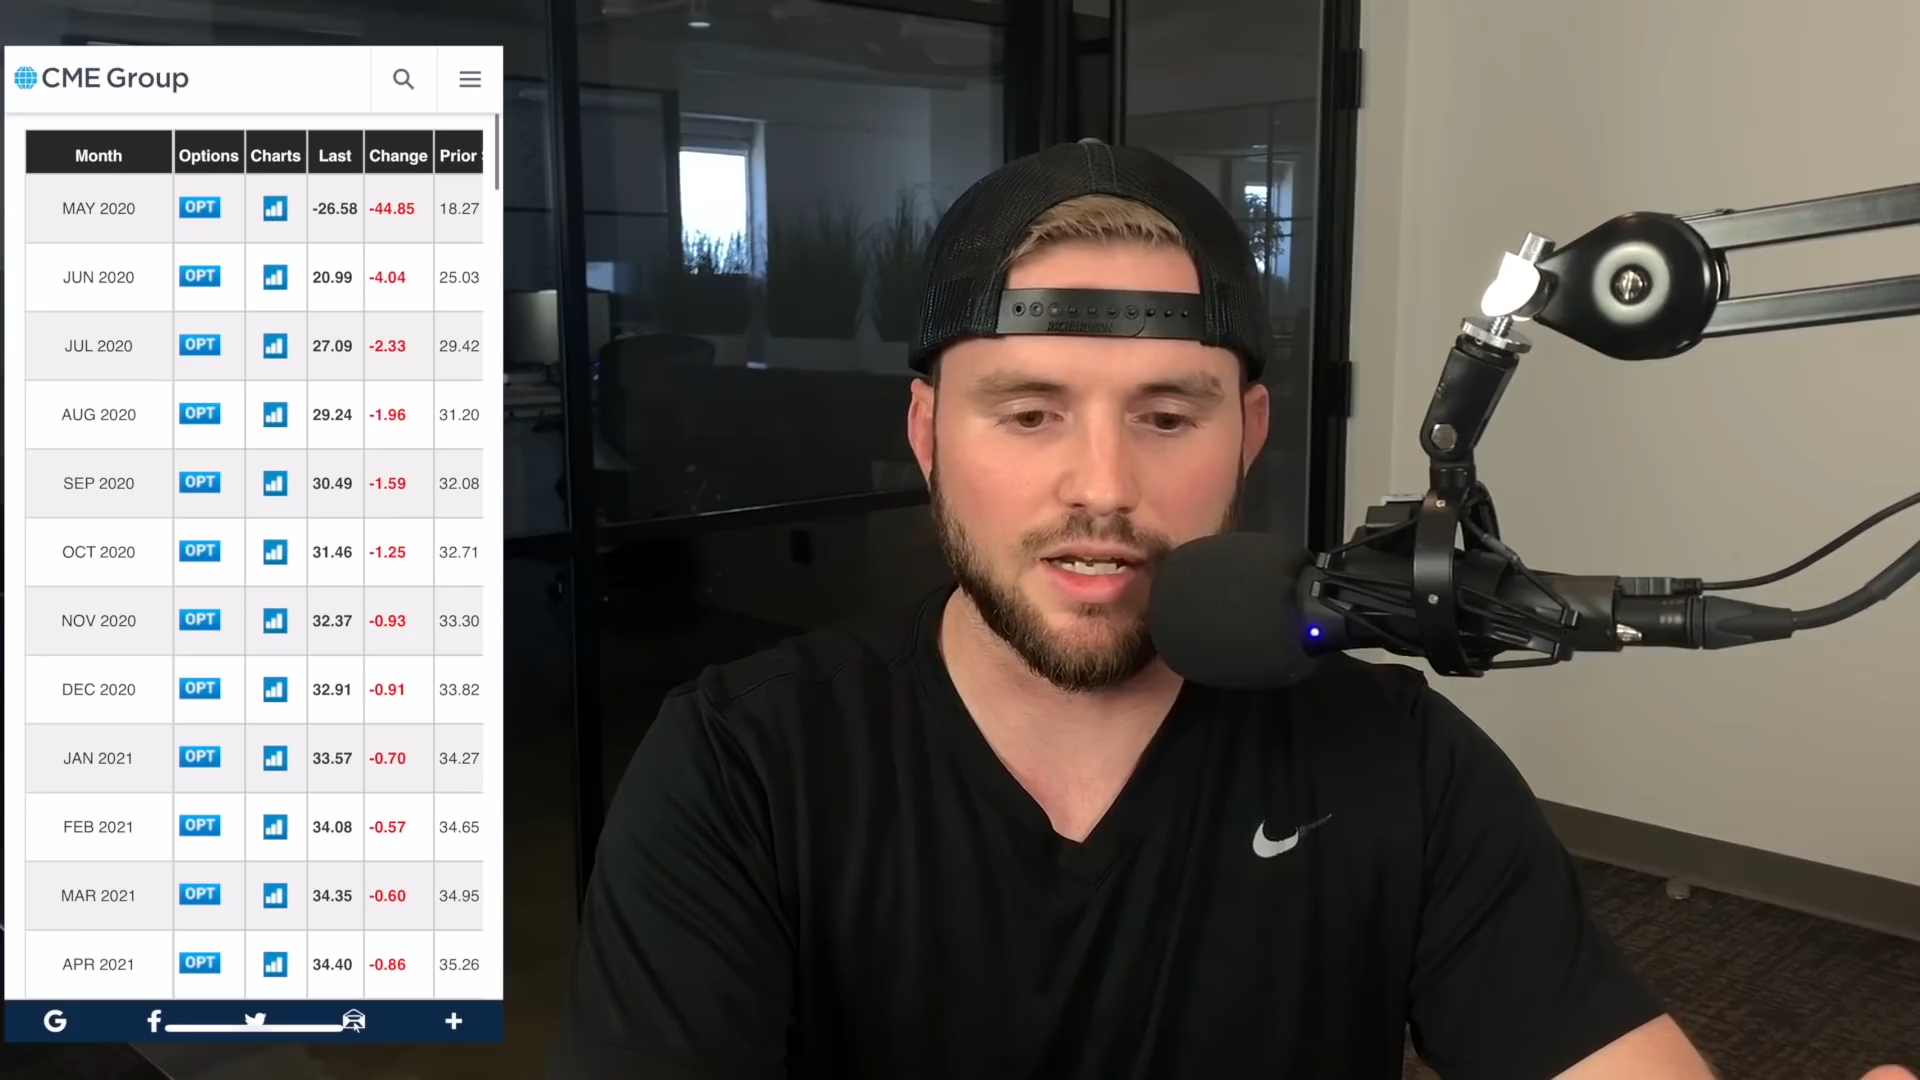 CME Group
Month Options Charts Last Change Prior
MAY 2020 OPT -26.58 -44.85 18.27
JUN 2020 OPT 20.99 -4.04 25.03
JUL 2020 OPT 27.09 -2.33 29.42
AUG 2020 OPT 29.24 -1.96 31.20
SEP 2020 OPT 30.49 -1.59 32.08
OCT 2020 OPT 31.46 -1.25 32.71
NOV 2020 OPT 32.37 -0.93 33.30
DEC 2020 OPT 32.91 -0.91 33.82
JAN 2021 OPT 33.57 -0.70 34.27
FEB 2021 OPT 34.08 -0.57 34.65
MAR 2021 OPT 34.35 -0.60 34.95
APR 2021 OPT 34.40 -0.86 35.26
RICHARDSON